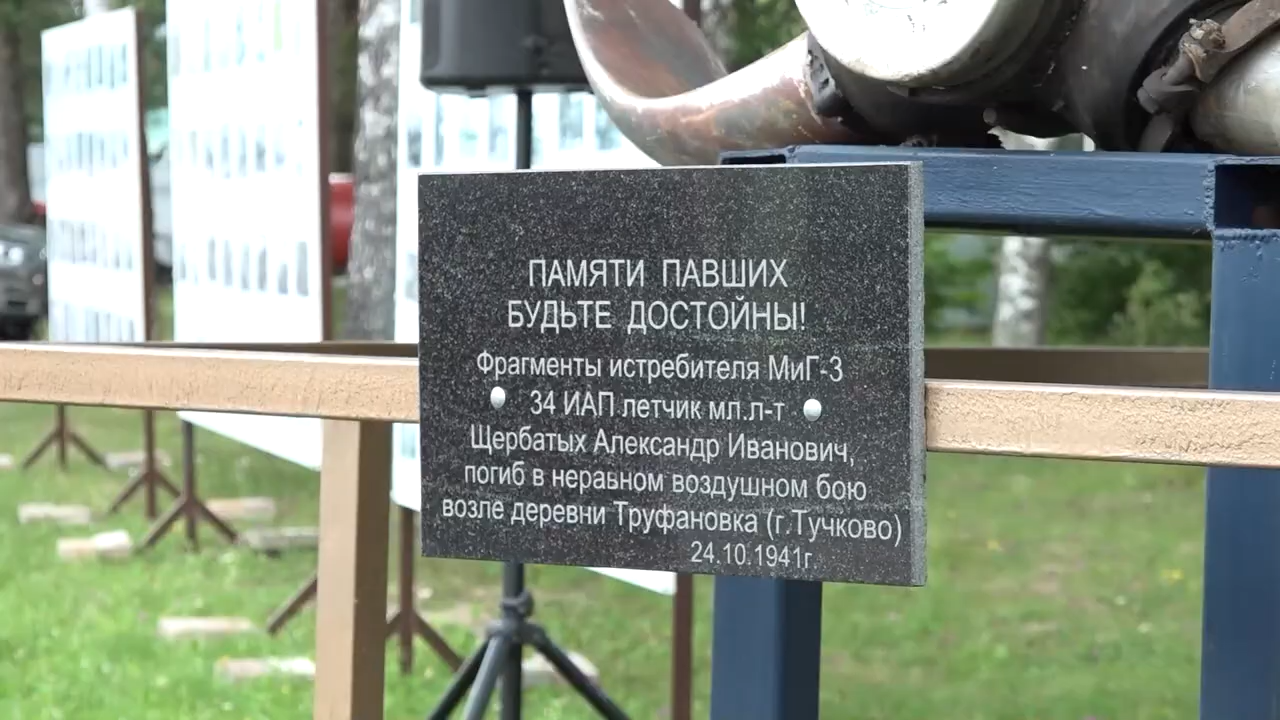 ПАМЯТИ ПАВШИХ
БУДЬТЕ ДОСТОЙНЫ!
Фрагменты истребителя МиГ-3
34 ИАП летчик мл.л-т
Щербатых Александр Иванович,
погиб в неравном воздушном бою
возле деревни Труфановка (г.Тучково)
24.10.1941г.